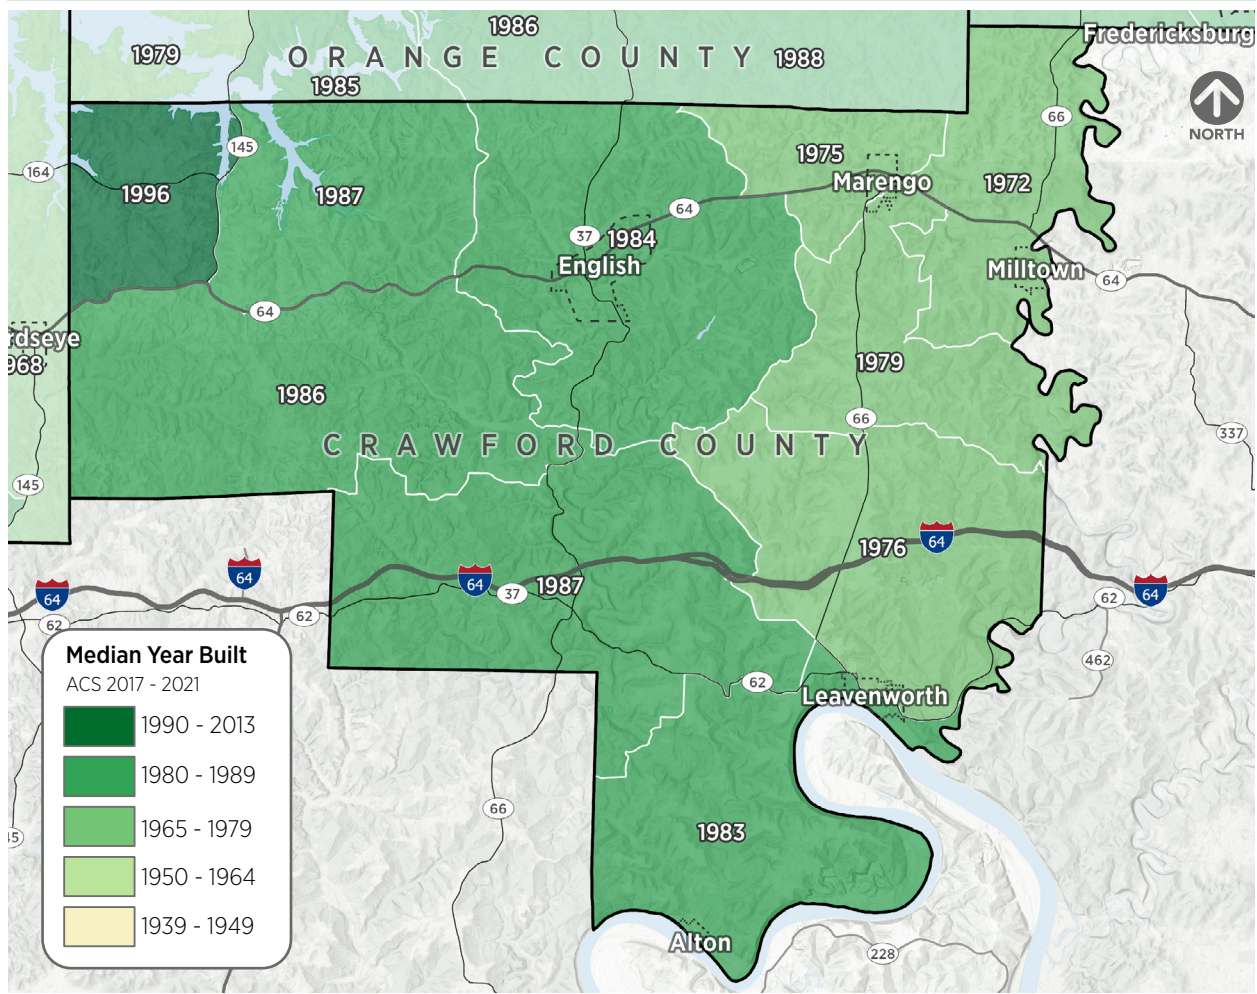 Fredericksburg
1986
1979
ORANGE COUNTY
1988
1985
NORTH
66
145
164
1975
Marengo
1972
1996
1987
64
37
1984
English
Milltown
64
64
rdseye
968
1979
1986
66
CRAWFORD COUNTY
337
145
64
1976
64
64
37
1987
64
64
62
62
62
462
62
Leavenworth
Median Year Built
ACS 2017 - 2021
1990 - 2013
1980 - 1989
1965 - 1979
1950 - 1964
1939 - 1949
66
45
1983
Alton
228